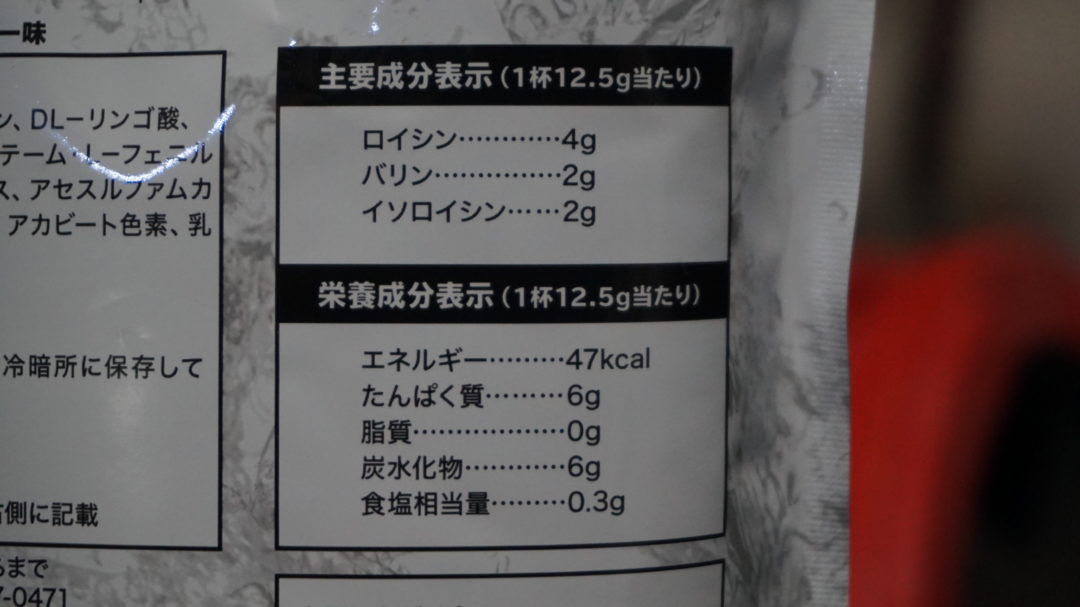 ー味
ン、DL－リンゴ酸、
テーム・L－フェニル
ス、アセスルファムカ
アカビート色素、乳
冷暗所に保存して
側に記載
るまで
7-0471
主要成分表示（1杯12.5g当たり）
ロイシン…………4g
バリン……………2g
イソロイシン……2g
栄養成分表示（1杯12.5g当たり）
エネルギー………47kcal
たんぱく質………6g
脂質………………0g
炭水化物…………6g
食塩相当量………0.3g